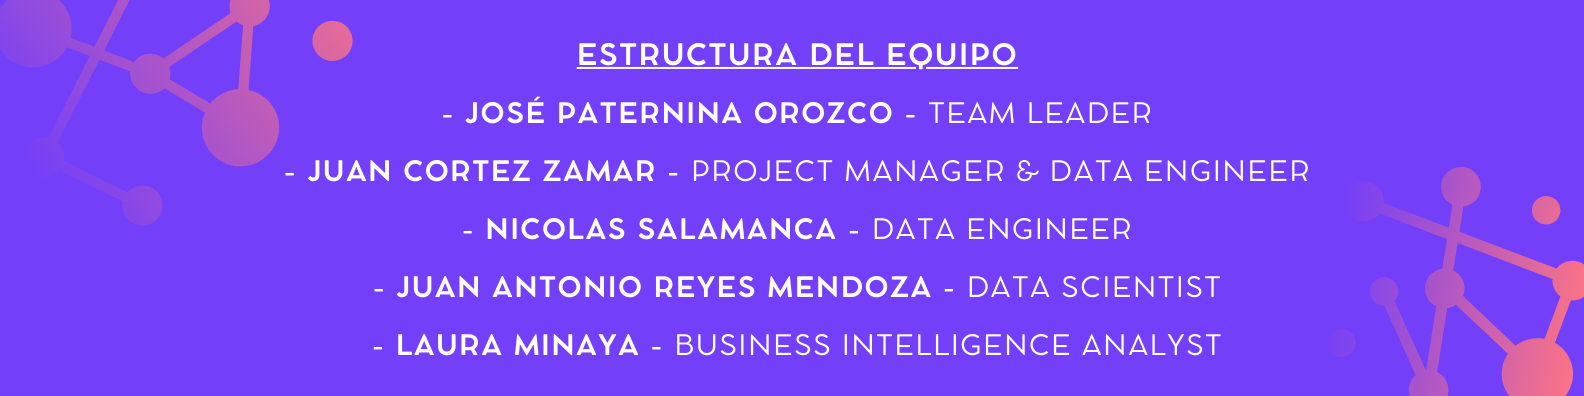 ESTRUCTURA DEL EQUIPO
- JOSÉ PATERNINA OROZCO - TEAM LEADER
- JUAN CORTEZ ZAMAR - PROJECT MANAGER & DATA ENGINEER
- NICOLAS SALAMANCA - DATA ENGINEER
- JUAN ANTONIO REYES MENDOZA - DATA SCIENTIST
- LAURA MINAYA - BUSINESS INTELLIGENCE ANALYST